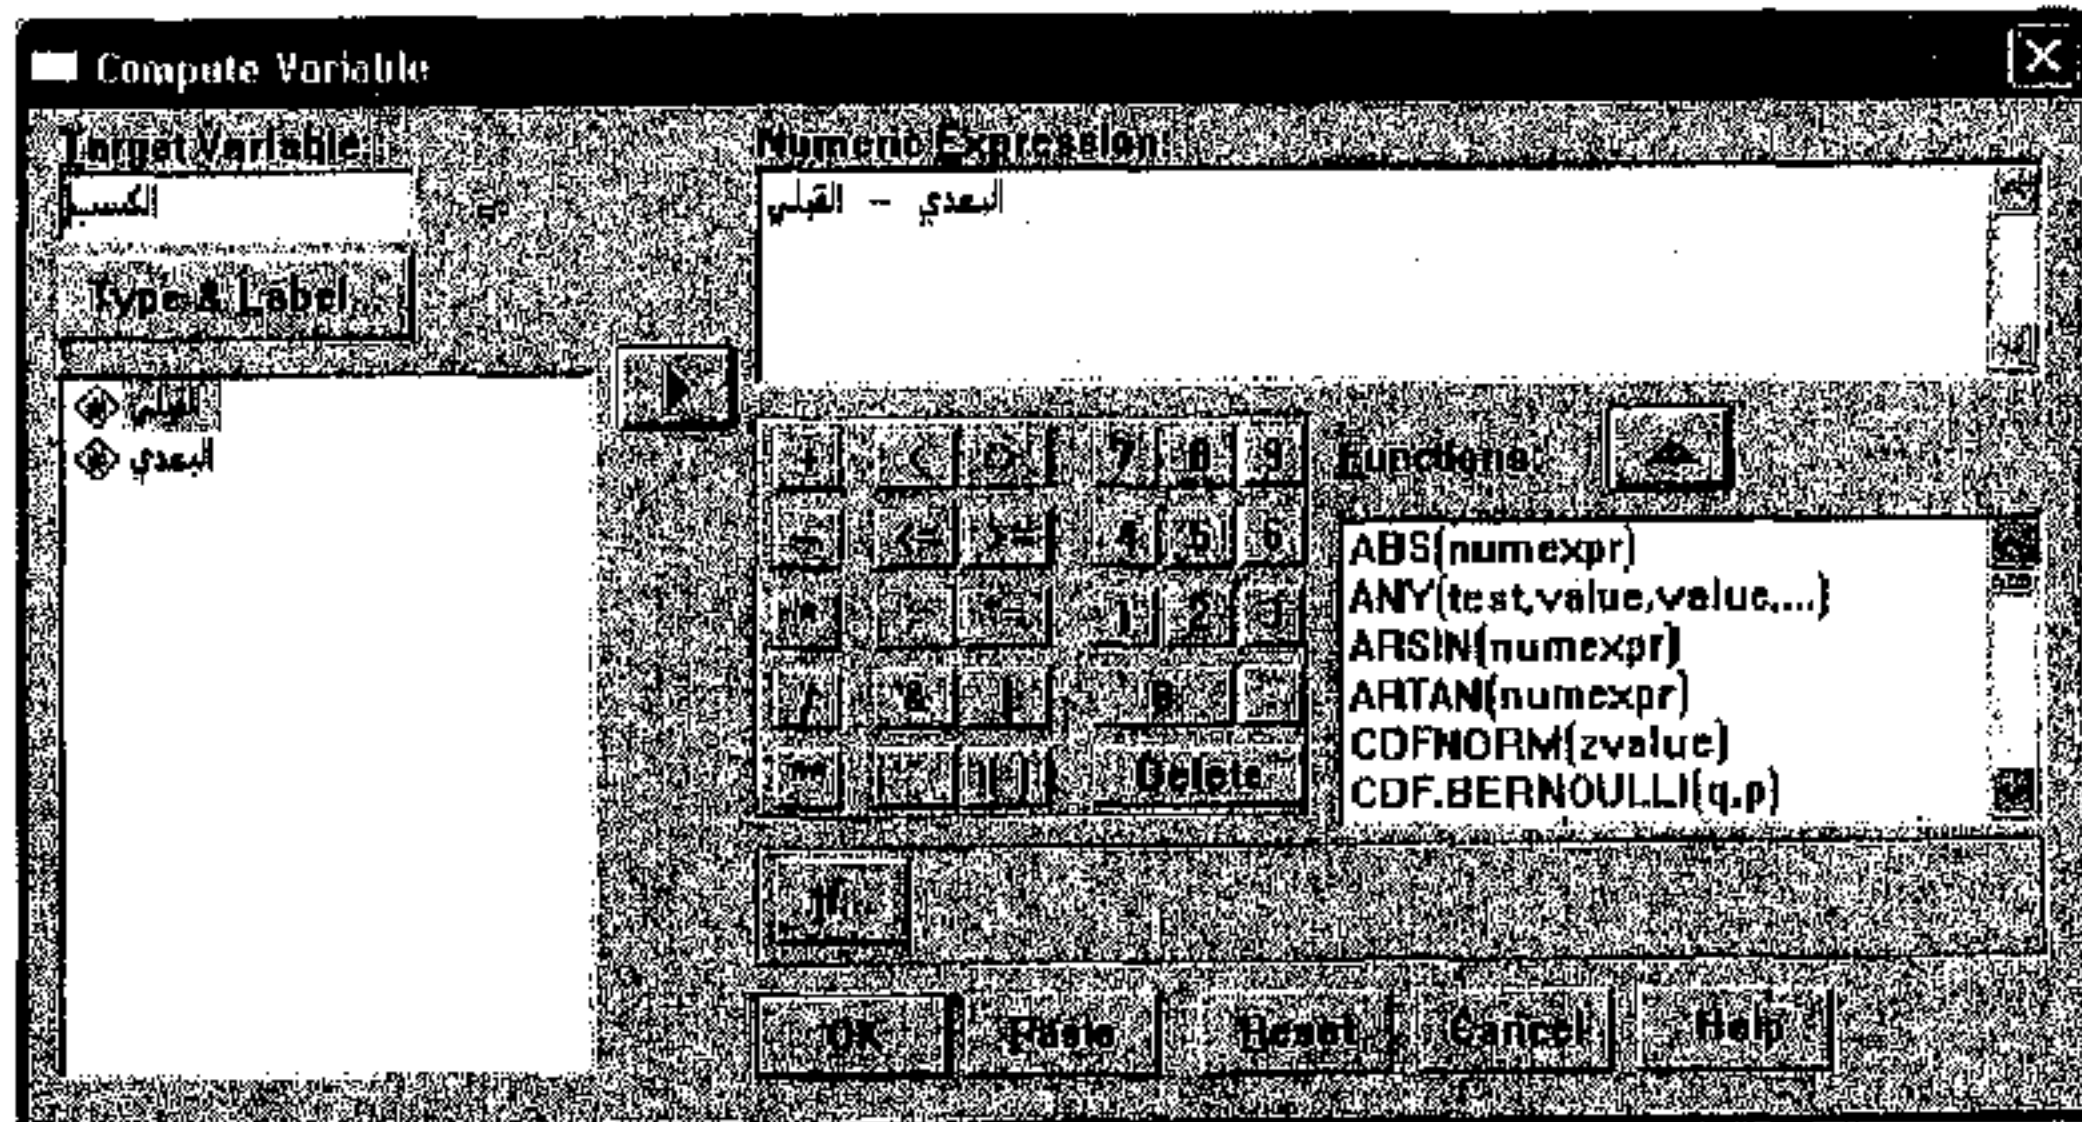 Compute Variable
Target Variable:
الكسب
=
Type & Label...
Numeric Expression:
البعدي - القبلي
القبلي
البعدي
+ < > 7 8 9
- <= >= 4 5 6
* = ~= 1 2 3
/ & | 0 .
** ~ () Delete
Functions:
ABS(numexpr)
ANY(test,value,value,...)
ARSIN(numexpr)
ARTAN(numexpr)
CDFNORM(zvalue)
CDF.BERNOULLI(q,p)
If...
OK Paste Reset Cancel Help